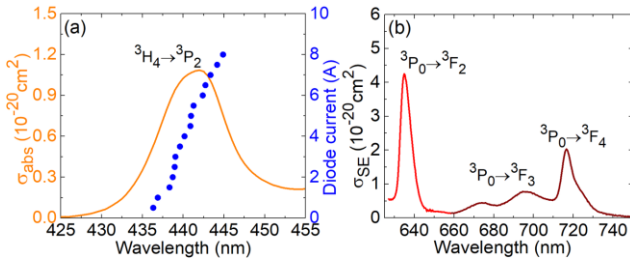 (a)
³H₄→³P₂
1.5
1.2
0.9
0.6
0.3
0.0
σabs (10⁻²⁰cm²)
425 435 440 445 450 455
Wavelength (nm)
10
8
6
4
2
0
Diode current (A)
(b)
³P₀→³F₂
³P₀→³F₃
³P₀→³F₄
6
5
4
3
2
1
0
σSE (10⁻²⁰cm²)
640 660 680 700 720 740
Wavelength (nm)